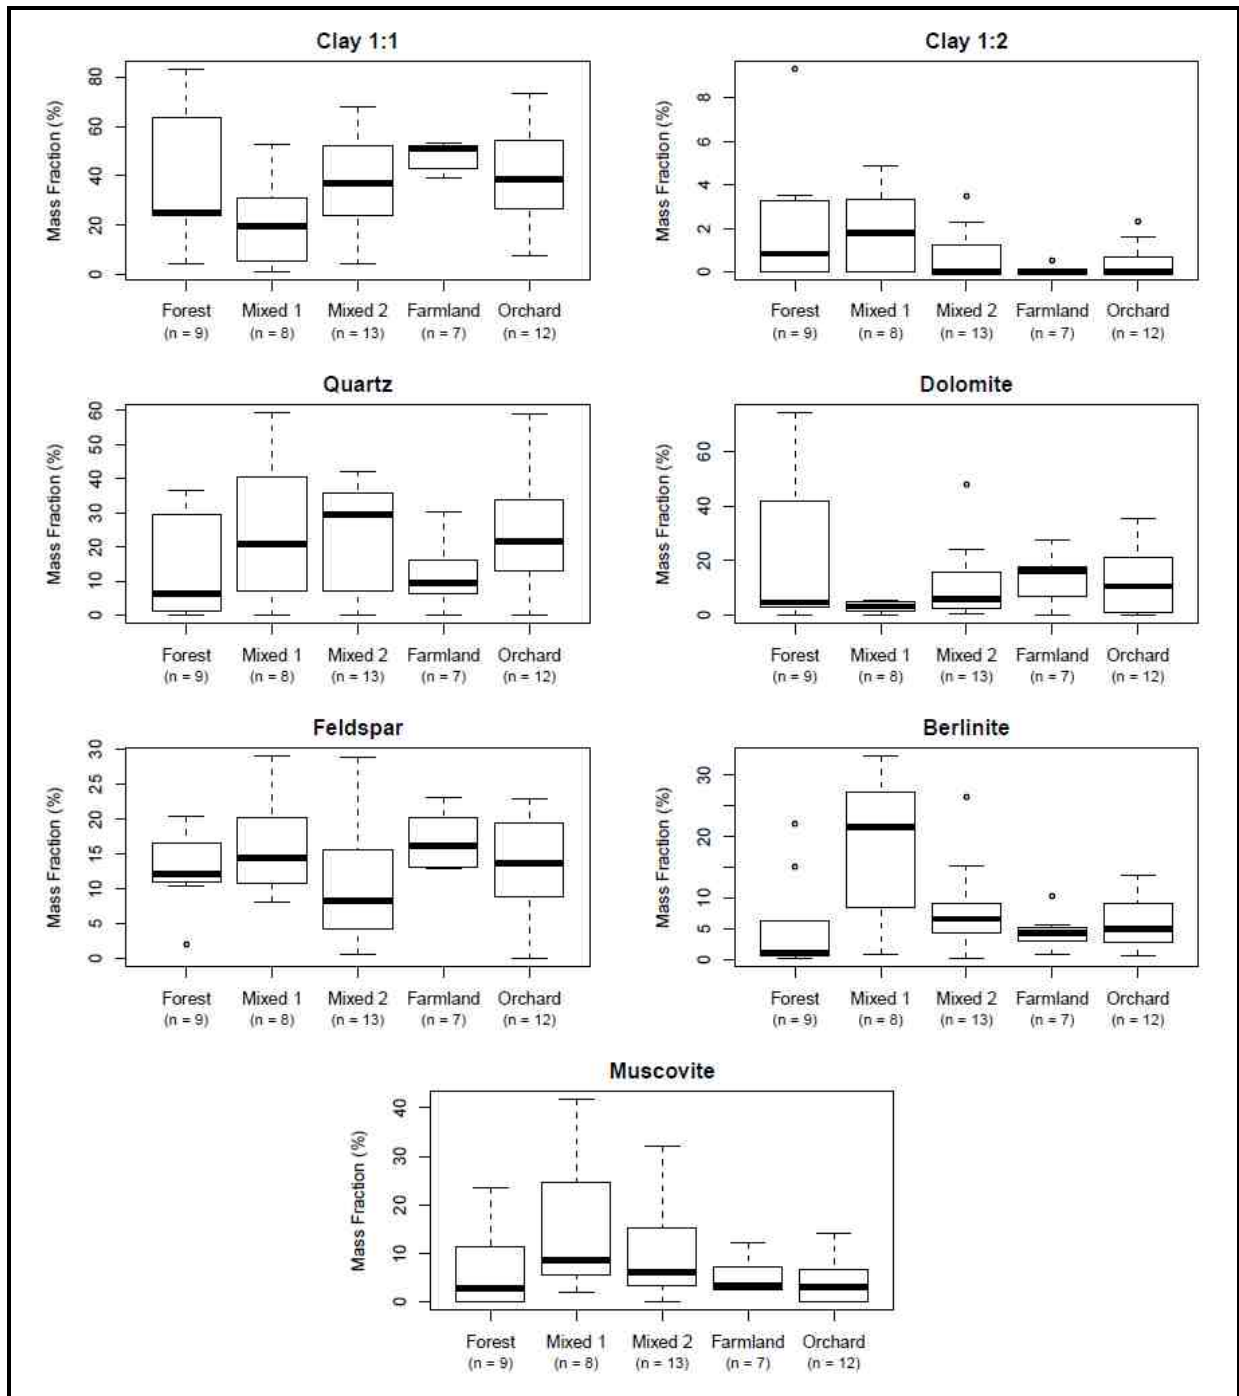 Clay 1:1
Mass Fraction (%)
80
60
40
20
0
Forest Mixed 1 Mixed 2 Farmland Orchard
(n = 9) (n = 8) (n = 13) (n = 7) (n = 12)
Clay 1:2
Mass Fraction (%)
8
6
4
2
0
Forest Mixed 1 Mixed 2 Farmland Orchard
(n = 9) (n = 8) (n = 13) (n = 7) (n = 12)
Quartz
Mass Fraction (%)
60
50
40
30
20
10
0
Forest Mixed 1 Mixed 2 Farmland Orchard
(n = 9) (n = 8) (n = 13) (n = 7) (n = 12)
Dolomite
Mass Fraction (%)
60
40
20
0
Forest Mixed 1 Mixed 2 Farmland Orchard
(n = 9) (n = 8) (n = 13) (n = 7) (n = 12)
Feldspar
Mass Fraction (%)
30
25
20
15
10
5
0
Forest Mixed 1 Mixed 2 Farmland Orchard
(n = 9) (n = 8) (n = 13) (n = 7) (n = 12)
Berlinite
Mass Fraction (%)
30
20
10
5
0
Forest Mixed 1 Mixed 2 Farmland Orchard
(n = 9) (n = 8) (n = 13) (n = 7) (n = 12)
Muscovite
Mass Fraction (%)
40
30
20
10
0
Forest Mixed 1 Mixed 2 Farmland Orchard
(n = 9) (n = 8) (n = 13) (n = 7) (n = 12)